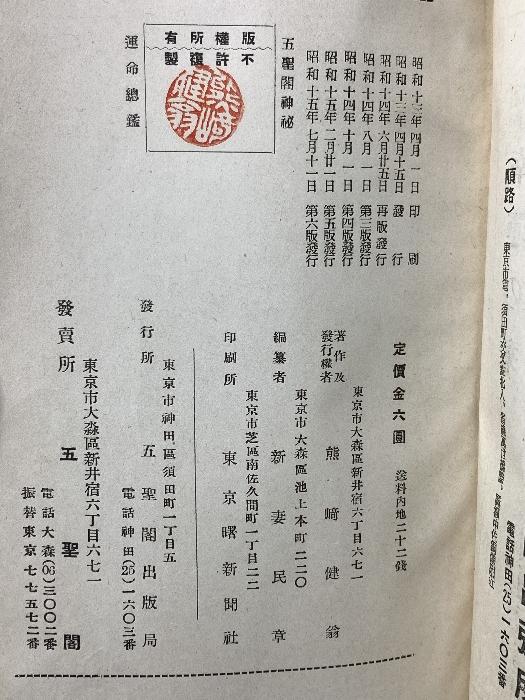 昭和十三年四月一日印刷
昭和十三年四月十五日發行
昭和十四年六月廿五日再版發行
昭和十四年八月一日第三版發行
昭和十四年十月一日第四版發行
昭和十五年二月廿一日第五版發行
昭和十五年七月十一日第六版發行
五聖閣神祕
版權所有
不許複製
熊﨑健翁
運命總鑑
定價金六圓 送料內地二十二錢
東京市大森區新井宿六丁目六七一
著作及發行權者 熊﨑健翁
東京市大森區池上本町二二〇
編纂者 新妻民章
東京市芝區南佐久間町一丁目二二
印刷所 東京曙新聞社
東京市神田區須田町一丁目五
發行所 五聖閣出版局
電話神田(25)一六〇三番
東京市大森區新井宿六丁目六七一
發賣所 五聖閣
電話大森(06)三〇〇二番
振替東京七七五七二番
(順路)
電話神田(25)一六〇三番